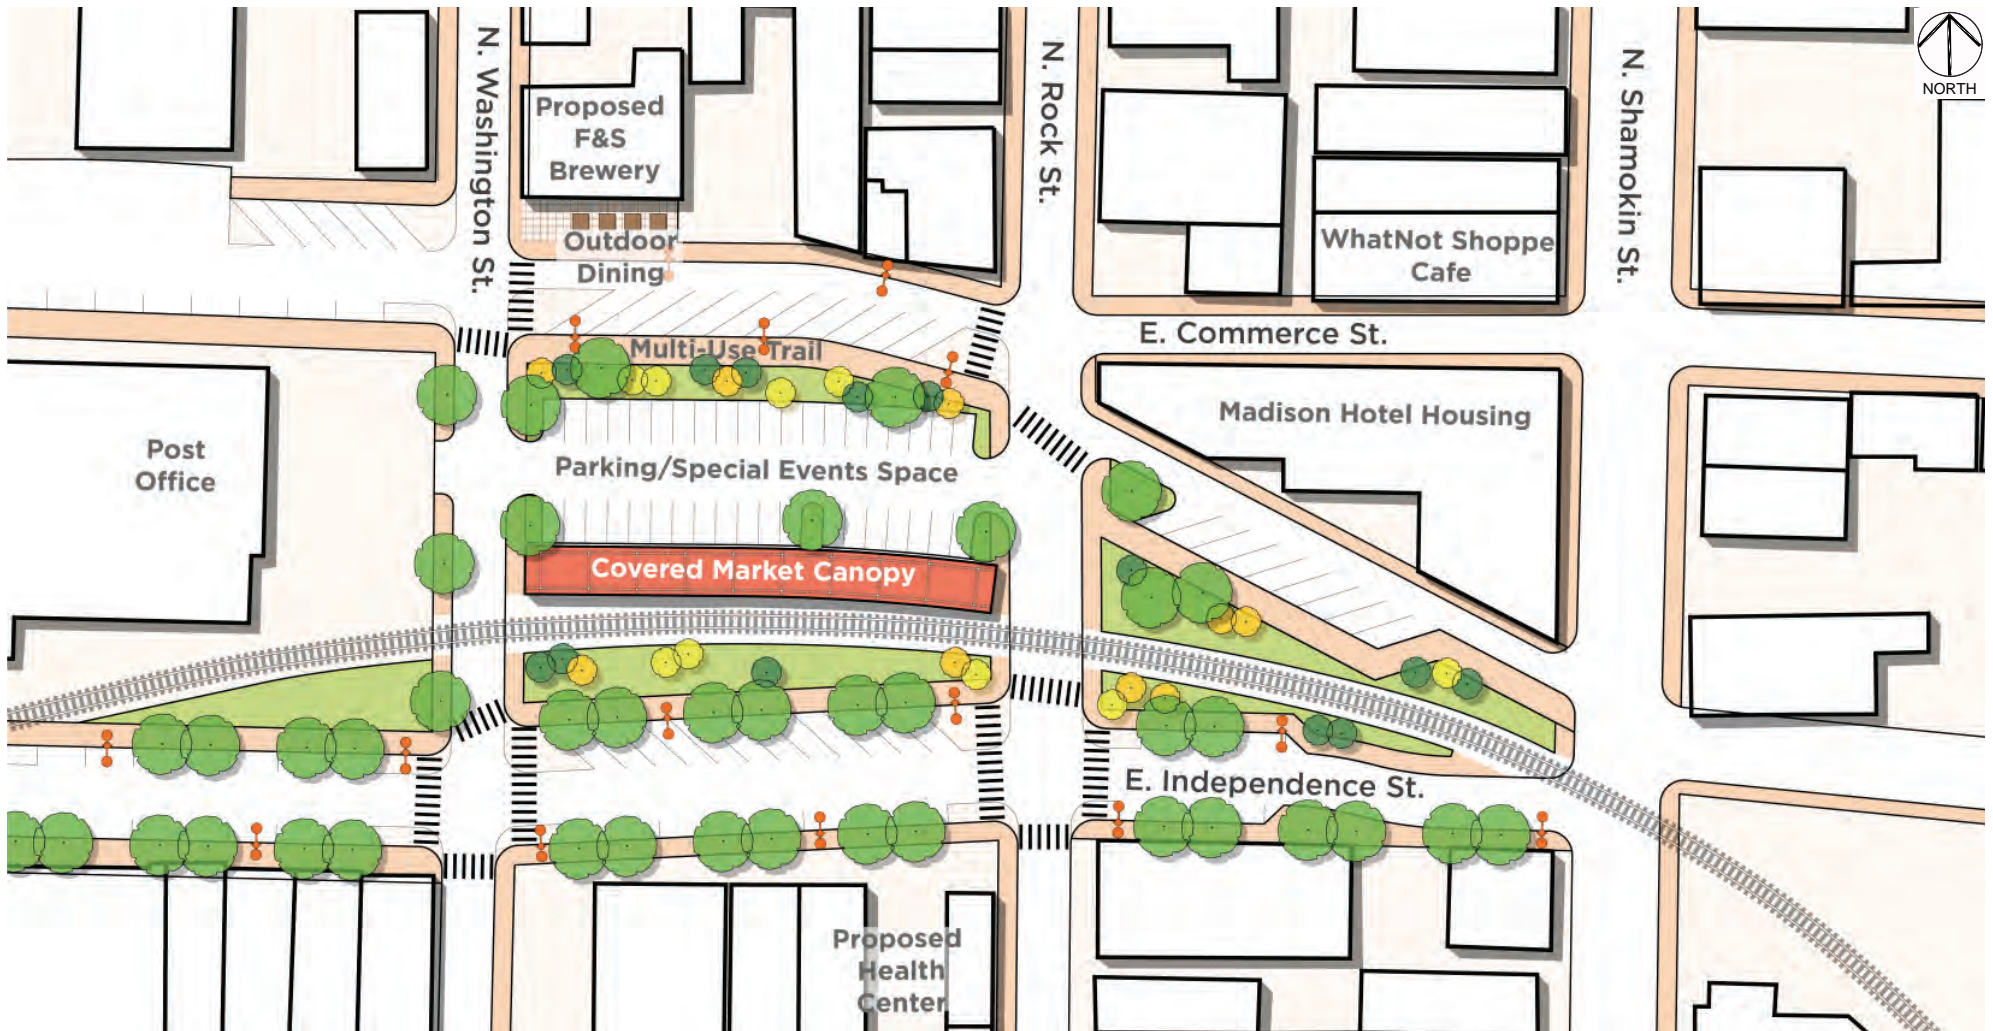 NORTH
N. Washington St.
N. Rock St.
N. Shamokin St.
Proposed
F&S
Brewery
Outdoor
Dining
WhatNot Shoppe
Cafe
E. Commerce St.
Multi-Use Trail
Madison Hotel Housing
Post
Office
Parking/Special Events Space
Covered Market Canopy
E. Independence St.
Proposed
Health
Center